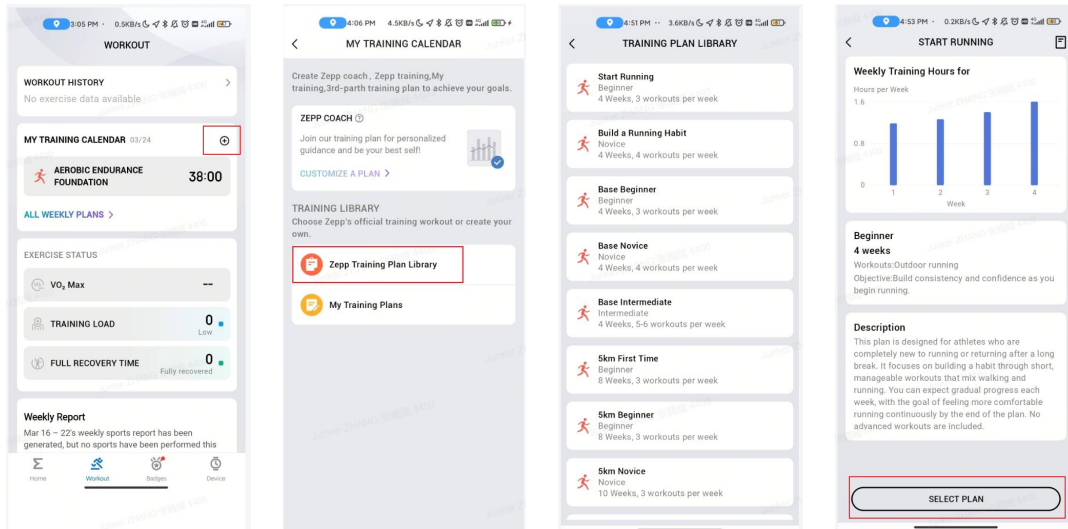 3:05 PM · 0.5KB/s
WORKOUT
WORKOUT HISTORY
No exercise data available
MY TRAINING CALENDAR 03/24
AEROBIC ENDURANCE
FOUNDATION
38:00
ALL WEEKLY PLANS >
EXERCISE STATUS
VO₂ Max --
TRAINING LOAD 0
Low
FULL RECOVERY TIME 0
Fully recovered
Weekly Report
Mar 16 – 22's weekly sports report has been
generated, but no sports have been performed this
Home Workout Badges Device
4:06 PM 4.5KB/s
MY TRAINING CALENDAR
Create Zepp coach , Zepp training,My
training,3rd-parth training plan to achieve your goals.
ZEPP COACH
Join our training plan for personalized
guidance and be your best self!
CUSTOMIZE A PLAN >
TRAINING LIBRARY
Choose Zepp's official training workout or create your
own.
Zepp Training Plan Library
My Training Plans
4:51 PM ·· 3.6KB/s
TRAINING PLAN LIBRARY
Start Running
Beginner
4 Weeks, 3 workouts per week
Build a Running Habit
Novice
4 Weeks, 4 workouts per week
Base Beginner
Beginner
4 Weeks, 3 workouts per week
Base Novice
Novice
4 Weeks, 4 workouts per week
Base Intermediate
Intermediate
4 Weeks, 5-6 workouts per week
5km First Time
Beginner
8 Weeks, 3 workouts per week
5km Beginner
Beginner
8 Weeks, 3 workouts per week
5km Novice
Novice
10 Weeks, 3 workouts per week
4:53 PM · 0.2KB/s
START RUNNING
Weekly Training Hours for
Hours per Week
1.6
0.8
0
1 2 3 4
Week
Beginner
4 weeks
Workouts:Outdoor running
Objective:Build consistency and confidence as you
begin running.
Description
This plan is designed for athletes who are
completely new to running or returning after a long
break. It focuses on building a habit through short,
manageable workouts that mix walking and
running. You can expect gradual progress each
week, with the goal of feeling more comfortable
running continuously by the end of the plan. No
advanced workouts are included.
SELECT PLAN